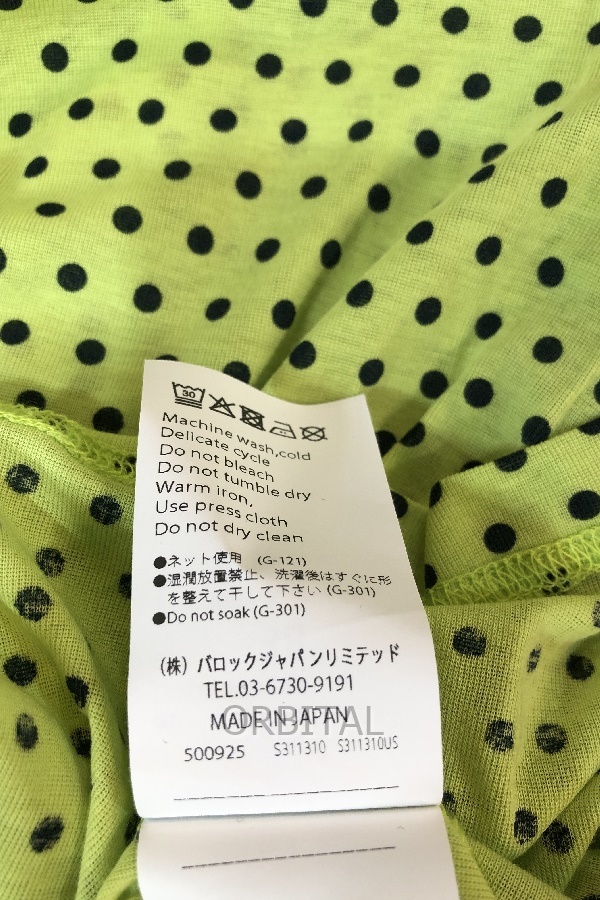 30
Machine wash,cold
Delicate cycle
Do not bleach
Do not tumble dry
Warm iron,
Use press cloth
Do not dry clean
●ネット使用 (G-121)
●湿潤放置禁止、洗濯後はすぐに形
を整えて干して下さい (G-301)
●Do not soak (G-301)
(株) バロックジャパンリミテッド
TEL.03-6730-9191
MADE IN JAPAN
ORBITAL
500925 S311310 S311310US